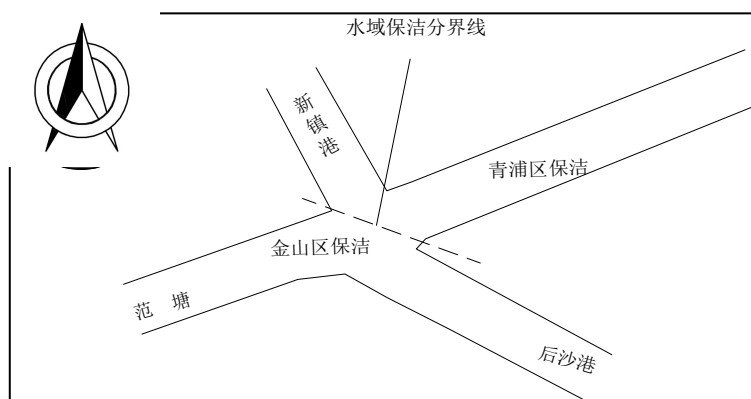 水域保洁分界线
新镇港
青浦区保洁
金山区保洁
范 塘
后沙港